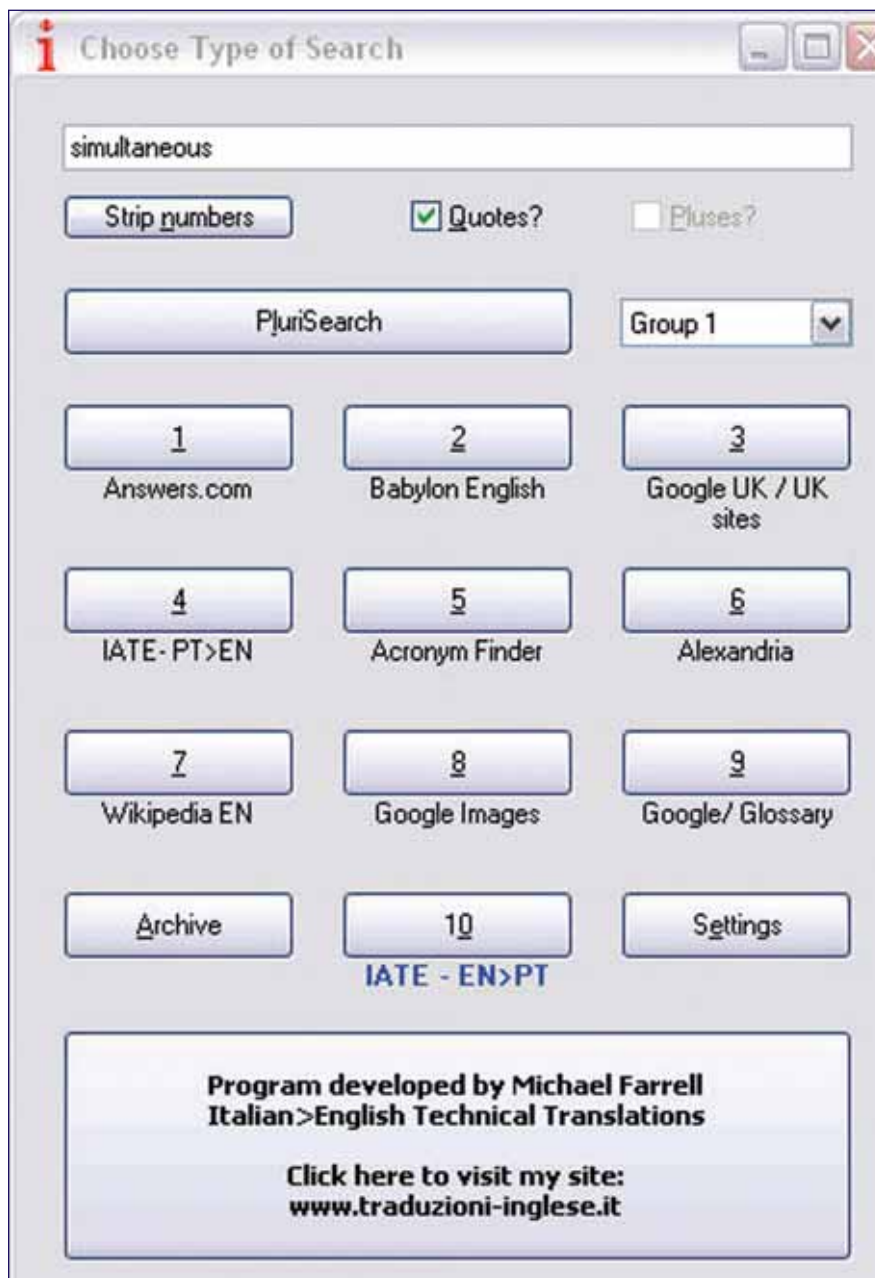 i Choose Type of Search
simultaneous
Strip numbers Quotes? Pluses?
PluriSearch Group 1
1 2 3
Answers.com Babylon English Google UK / UK
sites
4 5 6
IATE- PT>EN Acronym Finder Alexandria
7 8 9
Wikipedia EN Google Images Google/ Glossary
Archive 10 Settings
IATE - EN>PT
Program developed by Michael Farrell
Italian>English Technical Translations
Click here to visit my site:
www.traduzioni-inglese.it